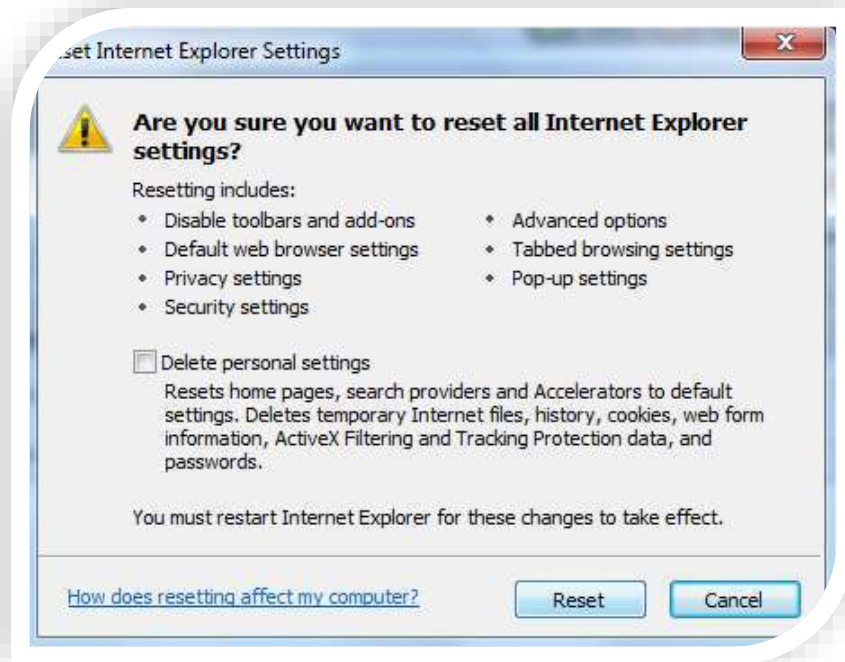 set Internet Explorer Settings
Are you sure you want to reset all Internet Explorer
settings?
Resetting includes:
• Disable toolbars and add-ons
• Default web browser settings
• Privacy settings
• Security settings
• Advanced options
• Tabbed browsing settings
• Pop-up settings
Delete personal settings
Resets home pages, search providers and Accelerators to default
settings. Deletes temporary Internet files, history, cookies, web form
information, ActiveX Filtering and Tracking Protection data, and
passwords.
You must restart Internet Explorer for these changes to take effect.
How does resetting affect my computer?
Reset
Cancel